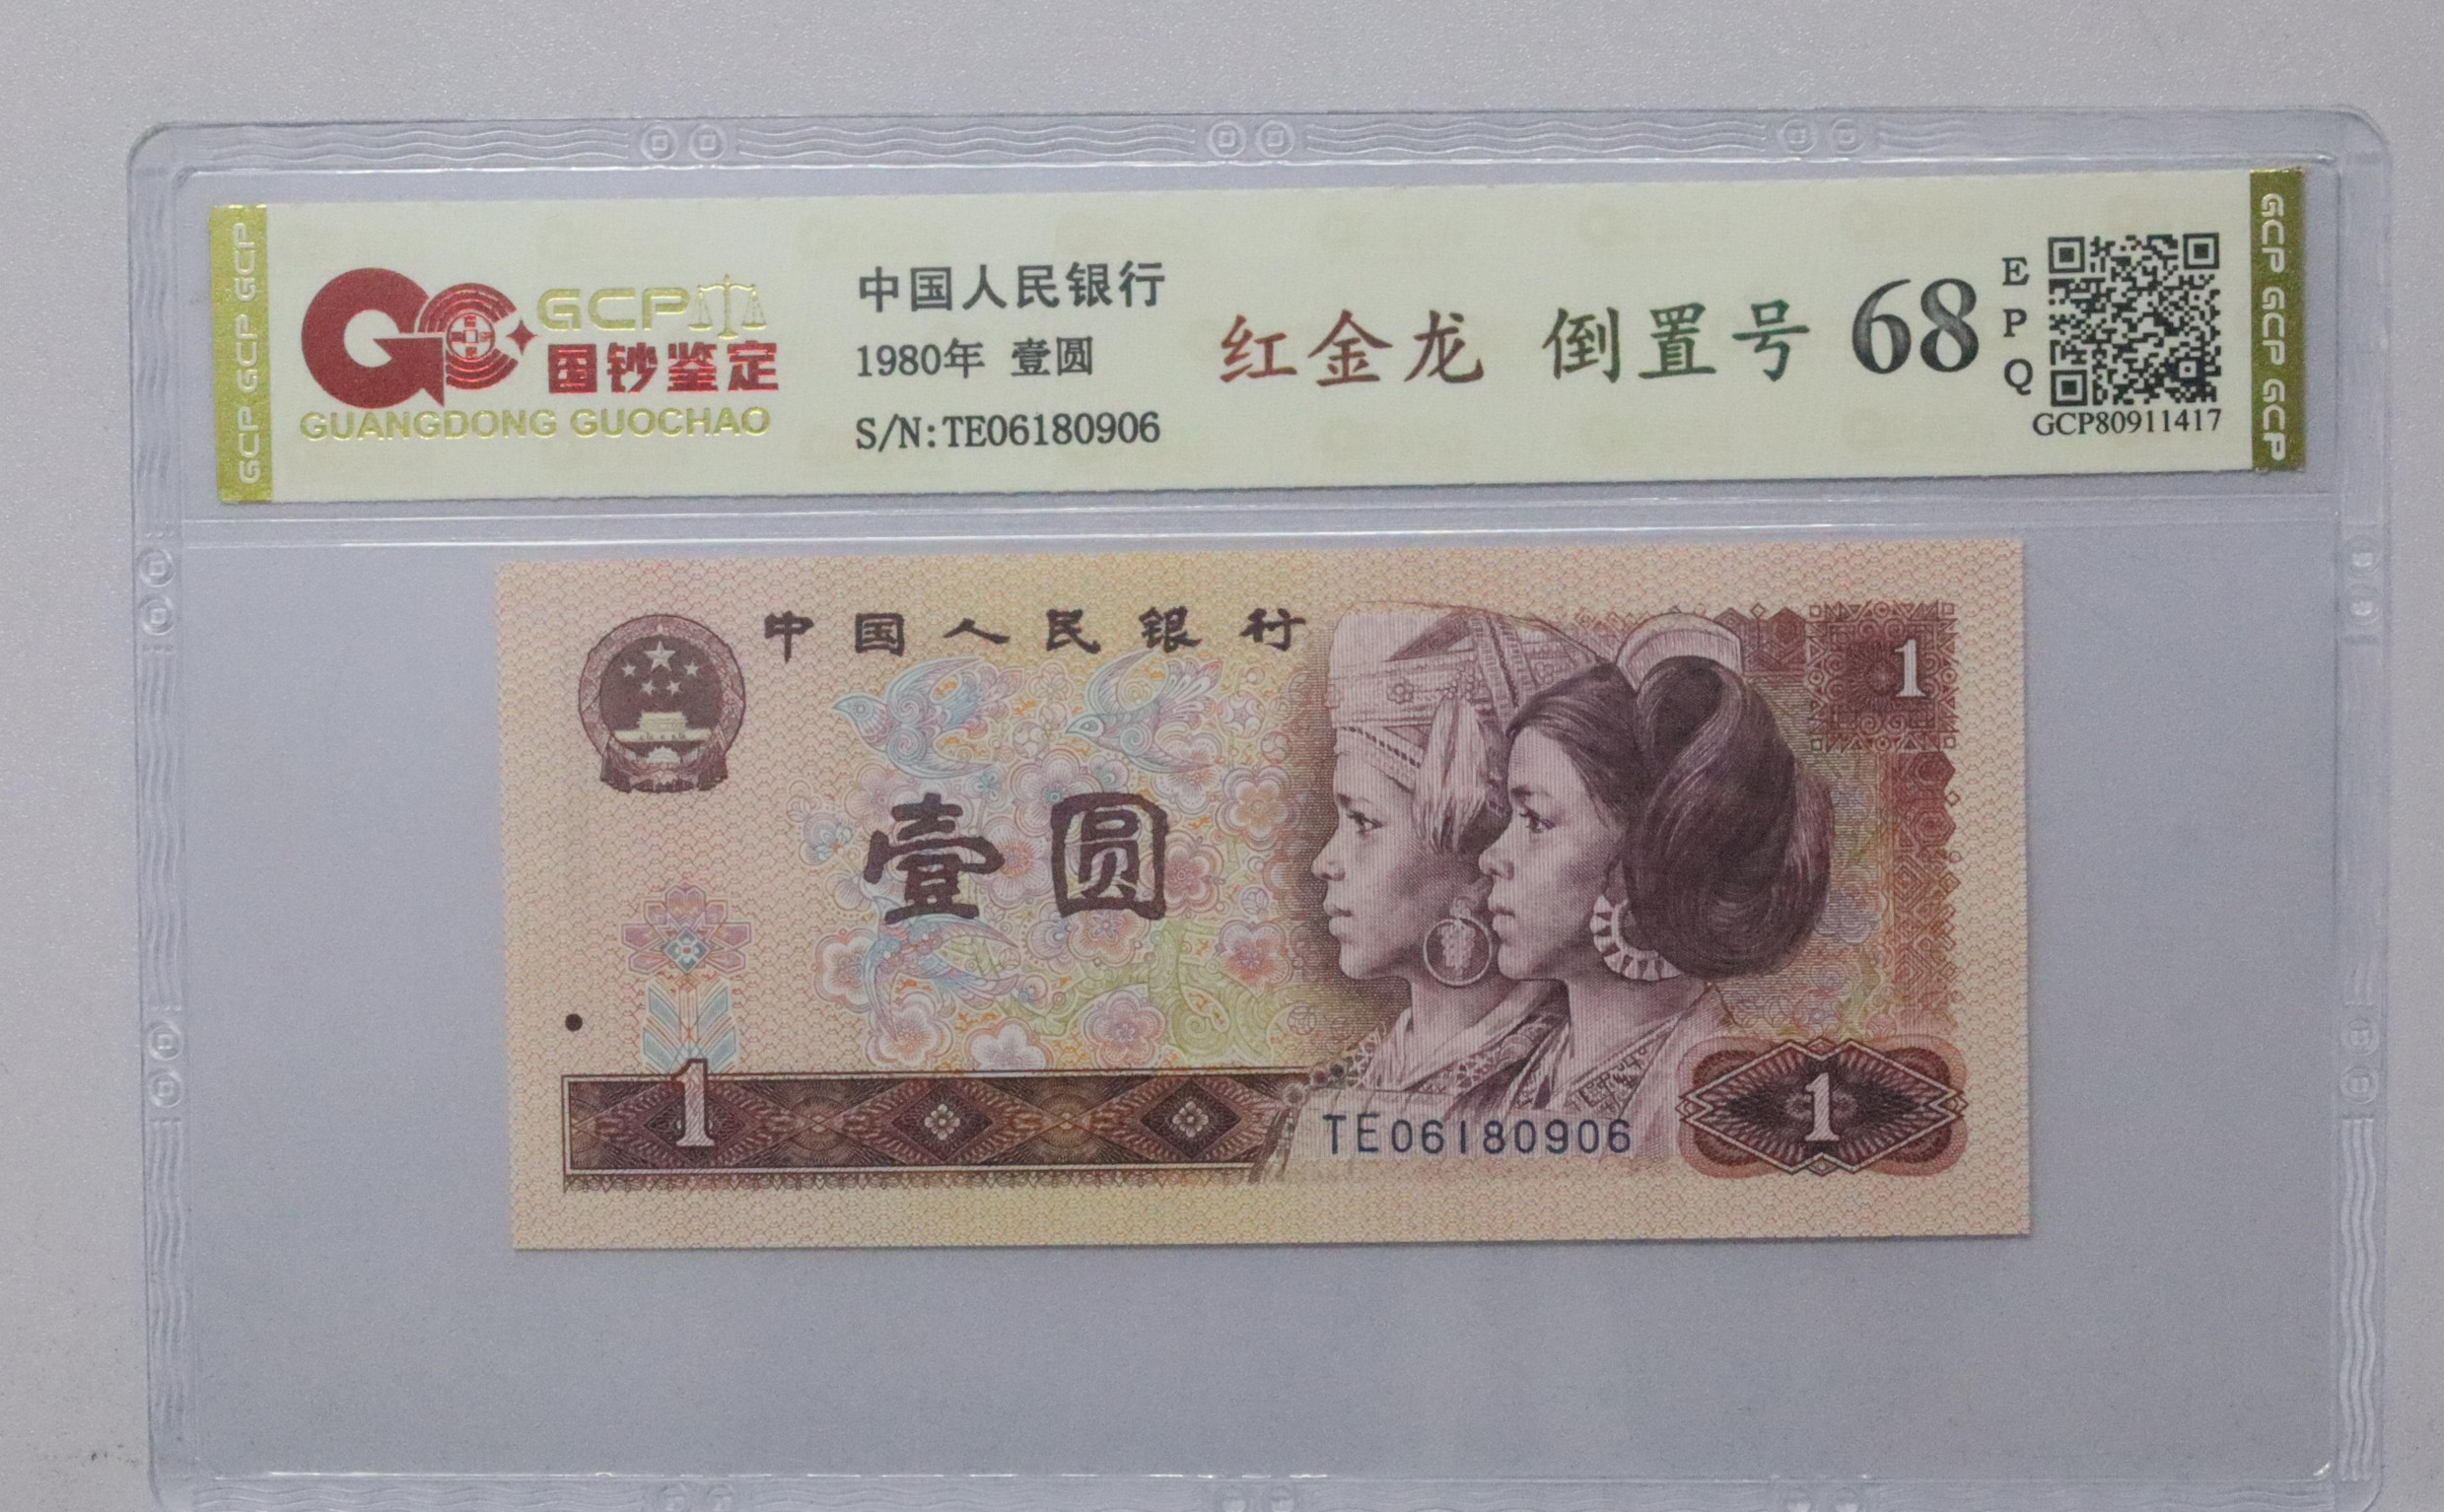 GCP GCP GCP
GCP
国钞鉴定
GUANGDONG GUOCHAO
中国人民银行
1980年 壹圆
S/N:TE06180906
红金龙 倒置号
68
EPQ
GCP80911417
GCP GCP GCP
中国人民银行
1
壹圆
1
TE06180906
1